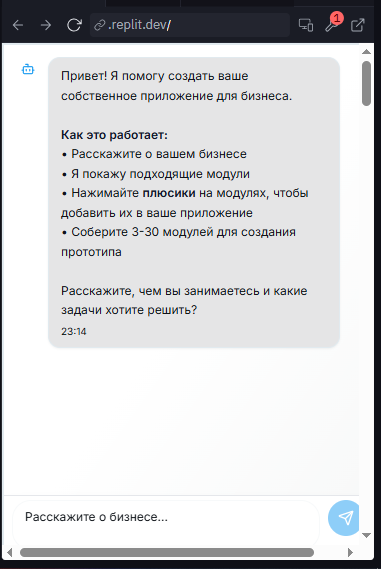 .replit.dev/
1
Привет! Я помогу создать ваше
собственное приложение для бизнеса.
Как это работает:
• Расскажите о вашем бизнесе
• Я покажу подходящие модули
• Нажимайте плюсики на модулях, чтобы
добавить их в ваше приложение
• Соберите 3-30 модулей для создания
прототипа
Расскажите, чем вы занимаетесь и какие
задачи хотите решить?
23:14
Расскажите о бизнесе...